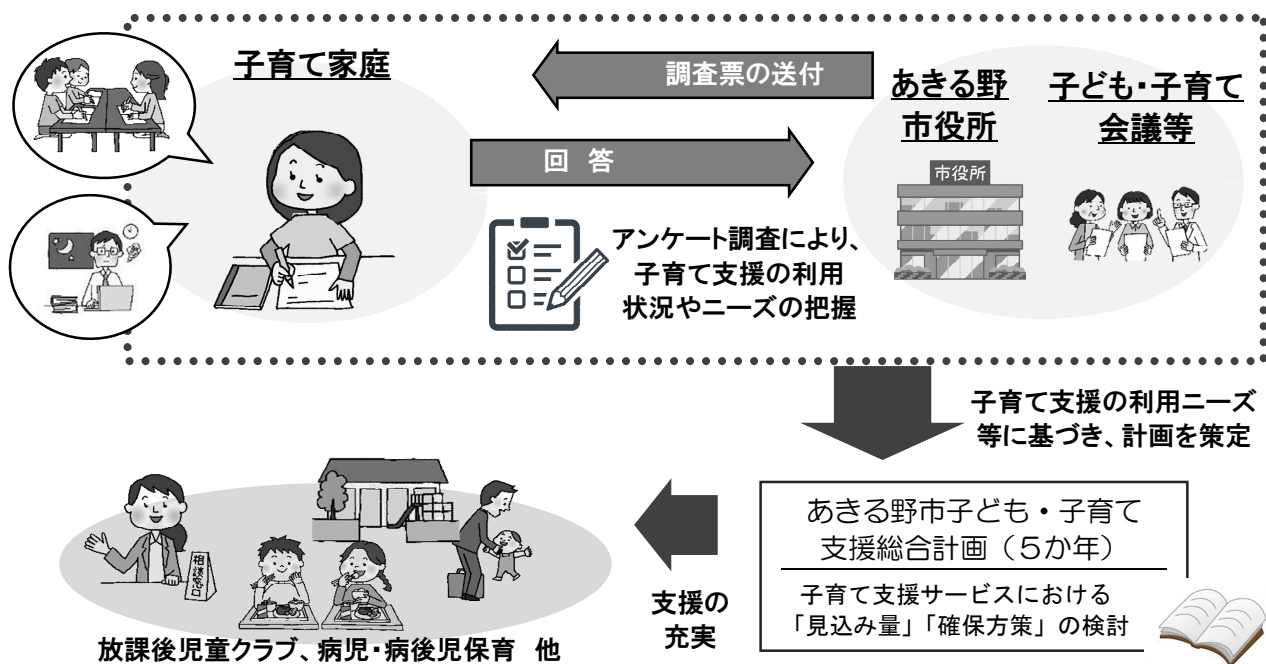 子育て家庭
調査票の送付
あきる野
市役所
子ども・子育て
会議等
回 答
市役所
アンケート調査により、
子育て支援の利用
状況やニーズの把握
子育て支援の利用ニーズ
等に基づき、計画を策定
あきる野市子ども・子育て
支援総合計画（５か年）
子育て支援サービスにおける
「見込み量」「確保方策」の検討
支援の
充実
相談窓口
放課後児童クラブ、病児・病後児保育 他